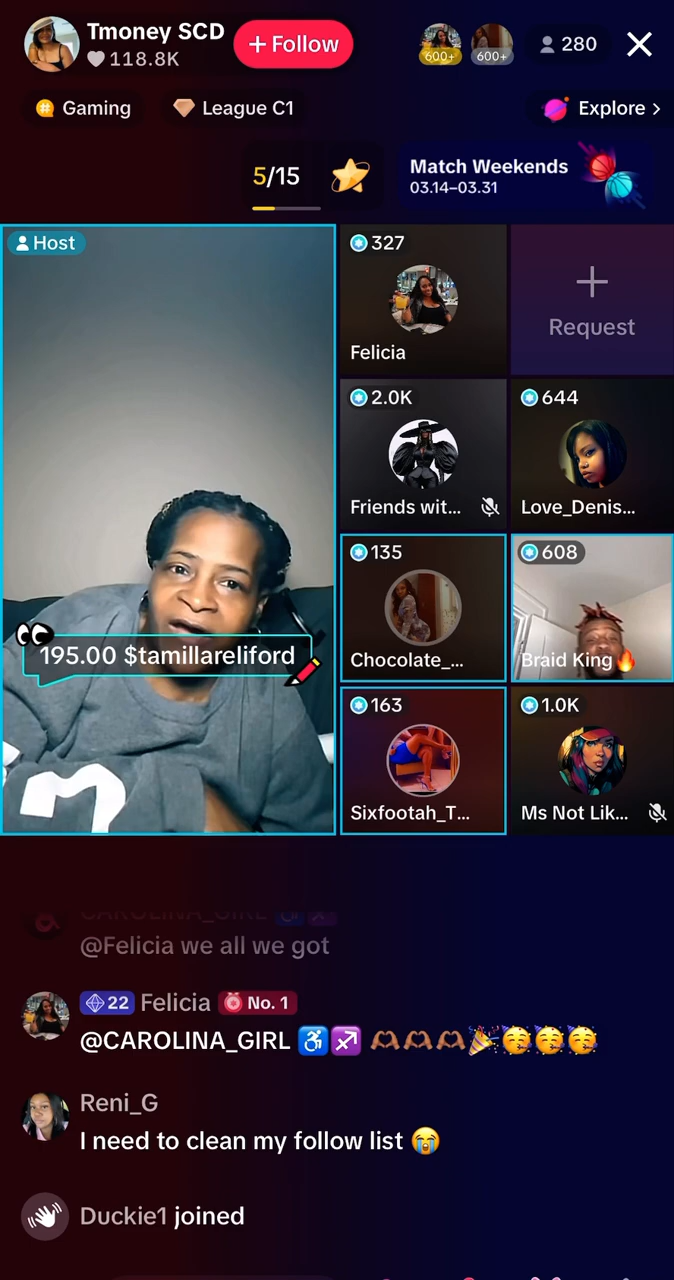 Tmoney SCD
118.8K
+ Follow
600+
600+
280
Gaming
League C1
Explore >
5/15
Match Weekends
03.14–03.31
Host
327
Felicia
Request
2.0K
Friends wit...
644
Love_Denis...
135
Chocolate_...
608
Braid King🔥
👀
195.00 $tamillareliford
163
Sixfootah_T...
1.0K
Ms Not Lik...
CAROLINA_GIRL ♿♐
@Felicia we all we got
22 Felicia No. 1
@CAROLINA_GIRL ♿♐ 🫶🏾🫶🏾🫶🏾🎉🥳🥳🥳
Reni_G
I need to clean my follow list 😭
Duckie1 joined